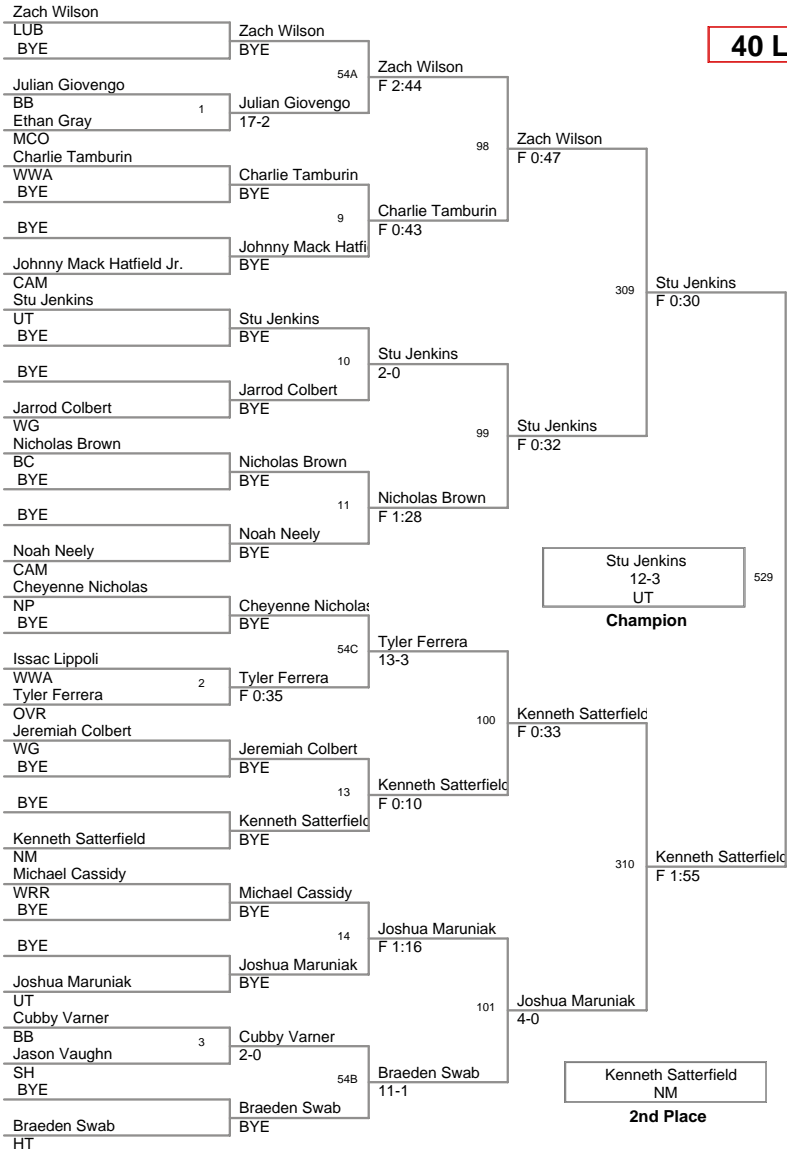 Zach Wilson
LUB
BYE
Julian Giovengo
BB
Ethan Gray
MCO
Charlie Tamburin
WWA
BYE
BYE
Johnny Mack Hatfield Jr.
CAM
Stu Jenkins
UT
BYE
BYE
Jarrod Colbert
WG
Nicholas Brown
BC
BYE
BYE
Noah Neely
CAM
Cheyenne Nicholas
NP
BYE
Issac Lippoli
WWA
Tyler Ferrera
OVR
Jeremiah Colbert
WG
BYE
BYE
Kenneth Satterfield
NM
Michael Cassidy
WRR
BYE
BYE
Joshua Maruniak
UT
Cubby Varner
BB
Jason Vaughn
SH
BYE
Braeden Swab
HT
1
2
3
Zach Wilson
BYE
Julian Giovengo
17-2
Charlie Tamburin
BYE
Johnny Mack Hatfi
BYE
Stu Jenkins
BYE
Jarrod Colbert
BYE
Nicholas Brown
BYE
Noah Neely
BYE
Cheyenne Nicholas
BYE
Tyler Ferrera
F 0:35
Jeremiah Colbert
BYE
Kenneth Satterfield
BYE
Michael Cassidy
BYE
Joshua Maruniak
BYE
Cubby Varner
2-0
Braeden Swab
BYE
54A
9
10
11
54C
13
14
54B
Zach Wilson
F 2:44
Charlie Tamburin
F 0:43
Stu Jenkins
2-0
Nicholas Brown
F 1:28
Tyler Ferrera
13-3
Kenneth Satterfield
F 0:10
Joshua Maruniak
F 1:16
Braeden Swab
11-1
98
99
100
101
Zach Wilson
F 0:47
Stu Jenkins
F 0:32
Kenneth Satterfield
F 0:33
Joshua Maruniak
4-0
309
310
Stu Jenkins
F 0:30
Kenneth Satterfield
F 1:55
529
40 L
Stu Jenkins
12-3
UT
Champion
Kenneth Satterfield
NM
2nd Place